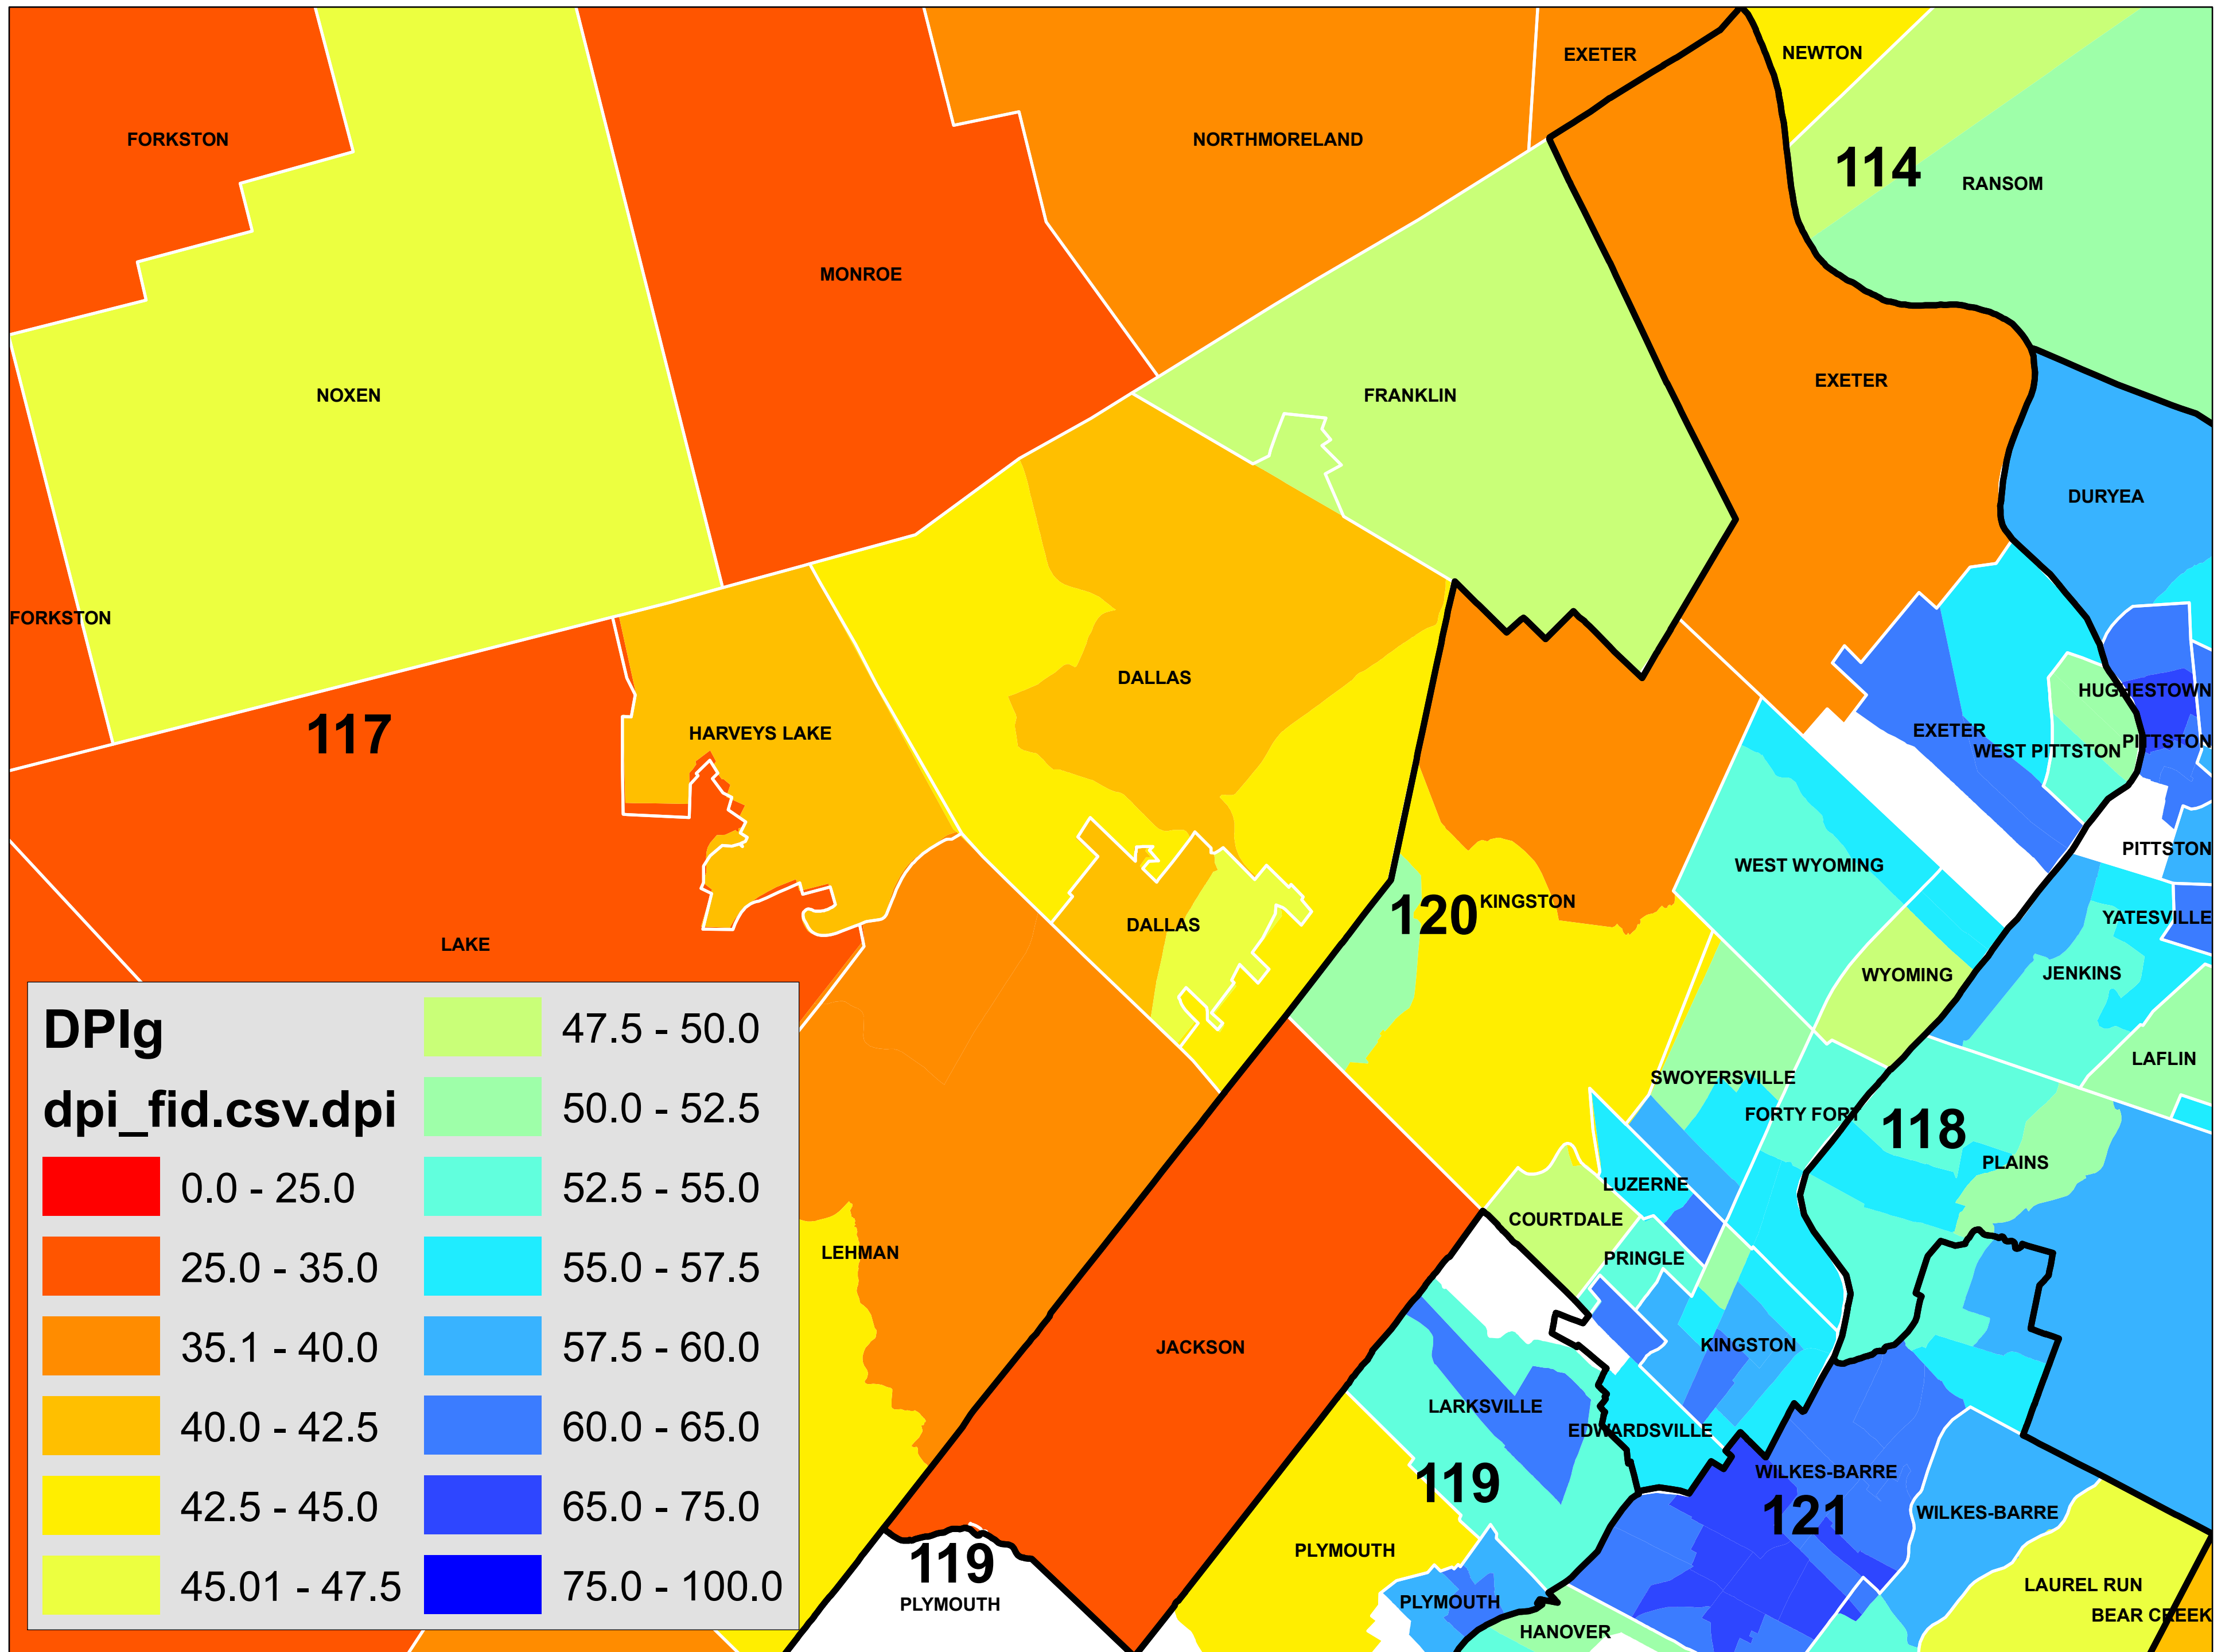 EXETER
NEWTON
FORKSTON
NORTHMORELAND
114
RANSOM
MONROE
NOXEN
FRANKLIN
EXETER
DURYEA
FORKSTON
DALLAS
HUGHESTOWN
117
HARVEYS LAKE
EXETER
WEST PITTSTON
PITTSTON
PITTSTON
WEST WYOMING
120
KINGSTON
YATESVILLE
DALLAS
LAKE
WYOMING
JENKINS
LAFLIN
SWOYERSVILLE
FORTY FORT
118
PLAINS
LUZERNE
COURTDALE
PRINGLE
LEHMAN
JACKSON
KINGSTON
LARKSVILLE
EDWARDSVILLE
119
WILKES-BARRE
121
WILKES-BARRE
PLYMOUTH
119
PLYMOUTH
PLYMOUTH
LAUREL RUN
BEAR CREEK
HANOVER
DPIg
dpi_fid.csv.dpi
0.0 - 25.0
25.0 - 35.0
35.1 - 40.0
40.0 - 42.5
42.5 - 45.0
45.01 - 47.5
47.5 - 50.0
50.0 - 52.5
52.5 - 55.0
55.0 - 57.5
57.5 - 60.0
60.0 - 65.0
65.0 - 75.0
75.0 - 100.0